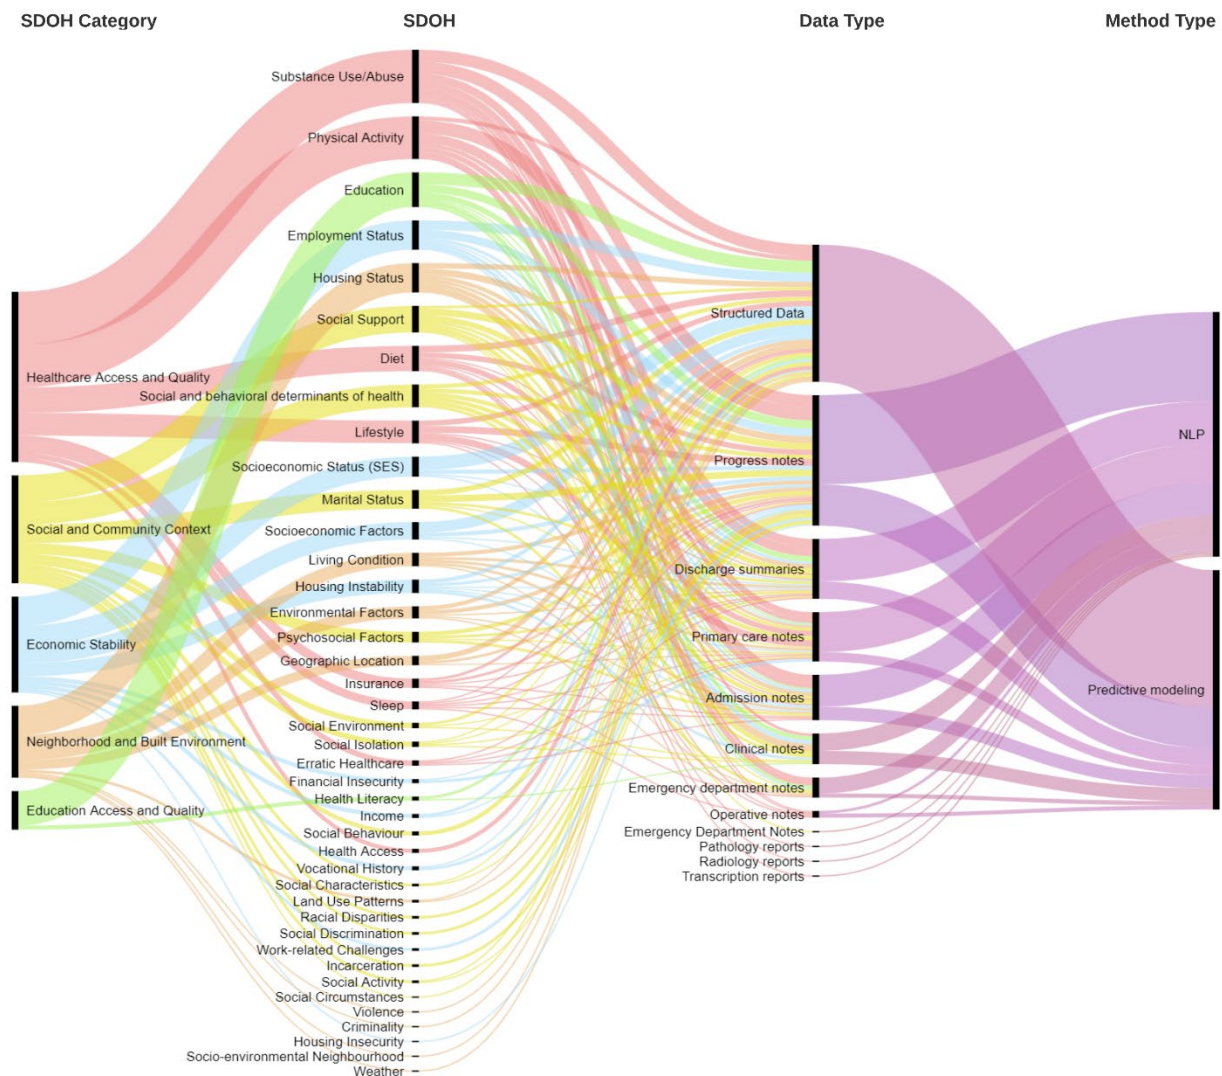 SDOH Category
SDOH
Data Type
Method Type
Healthcare Access and Quality
Social and Community Context
Economic Stability
Neighborhood and Built Environment
Education Access and Quality
Substance Use/Abuse
Physical Activity
Education
Employment Status
Housing Status
Social Support
Diet
Social and behavioral determinants of health
Lifestyle
Socioeconomic Status (SES)
Marital Status
Socioeconomic Factors
Living Condition
Housing Instability
Environmental Factors
Psychosocial Factors
Geographic Location
Insurance
Sleep
Social Environment
Social Isolation
Erratic Healthcare
Financial Insecurity
Health Literacy
Income
Social Behaviour
Health Access
Vocational History
Social Characteristics
Land Use Patterns
Racial Disparities
Social Discrimination
Work-related Challenges
Incarceration
Social Activity
Social Circumstances
Violence
Criminality
Housing Insecurity
Socio-environmental Neighbourhood
Weather
Structured Data
Progress notes
Discharge summaries
Primary care notes
Admission notes
Clinical notes
Emergency department notes
Operative notes
Emergency Department Notes
Pathology reports
Radiology reports
Transcription reports
NLP
Predictive modeling